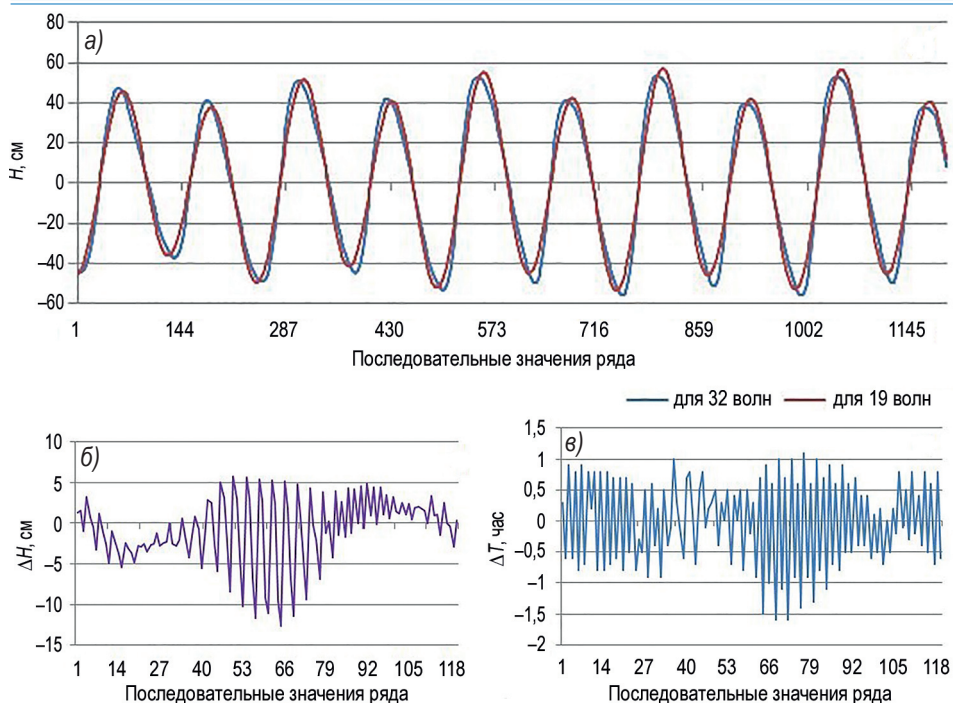 а)
80
60
40
20
0
–20
–40
–60
H, см
1 144 287 430 573 716 859 1002 1145
Последовательные значения ряда
для 32 волн для 19 волн
б)
10
5
0
–5
–10
–15
ΔH, см
1 14 27 40 53 66 79 92 105 118
Последовательные значения ряда
в)
1,5
1
0,5
0
–0,5
–1
–1,5
–2
ΔT, час
1 14 27 40 53 66 79 92 105 118
Последовательные значения ряда